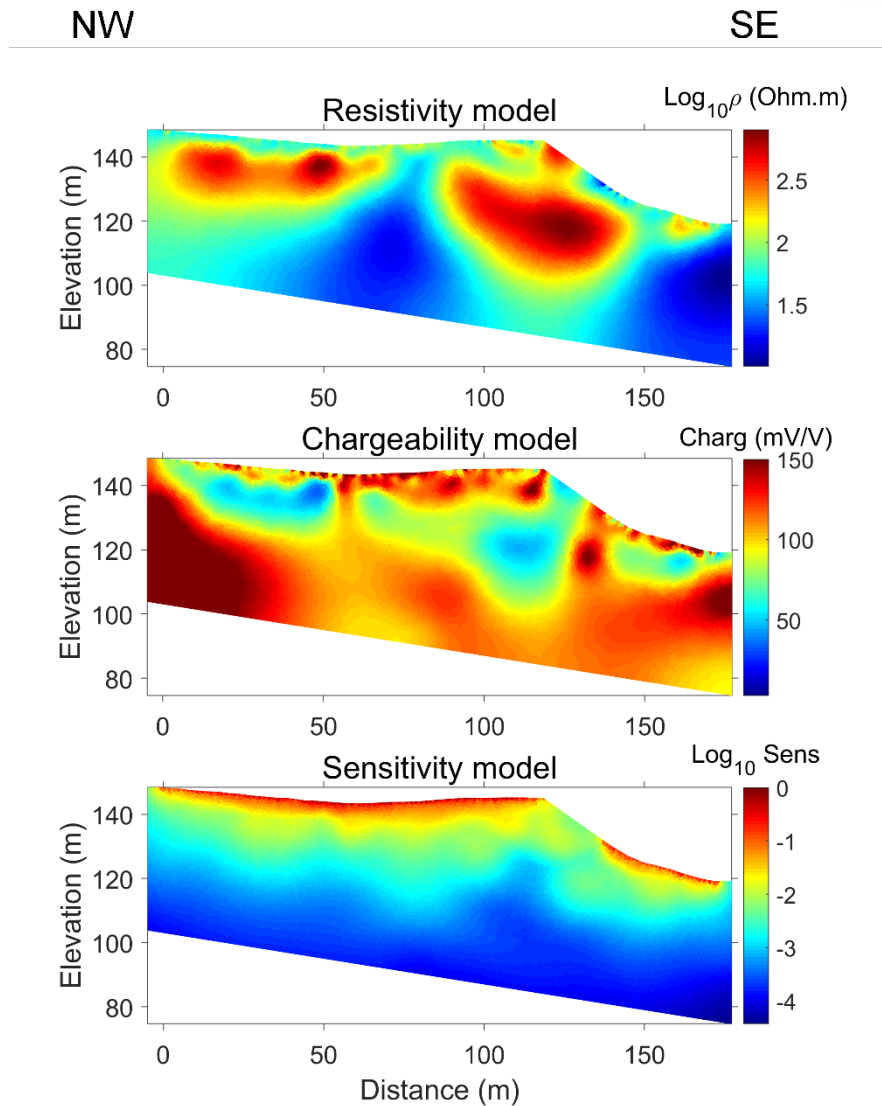 NW SE
Resistivity model
Log10ρ (Ohm.m)
Elevation (m)
140
120
100
80
0 50 100 150
2.5
2
1.5
Chargeability model
Charg (mV/V)
Elevation (m)
140
120
100
80
0 50 100 150
150
100
50
Sensitivity model
Log10 Sens
Elevation (m)
140
120
100
80
0 50 100 150
0
-1
-2
-3
-4
Distance (m)